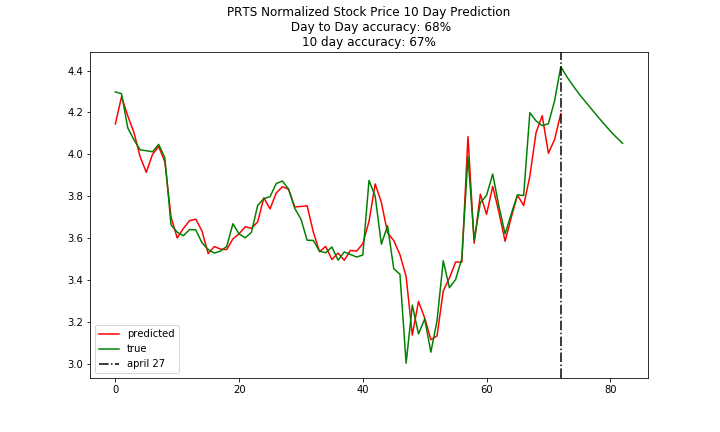 PRTS Normalized Stock Price 10 Day Prediction
Day to Day accuracy: 68%
10 day accuracy: 67%
4.4
4.2
4.0
3.8
3.6
3.4
3.2
3.0
predicted
true
april 27
0
20
40
60
80